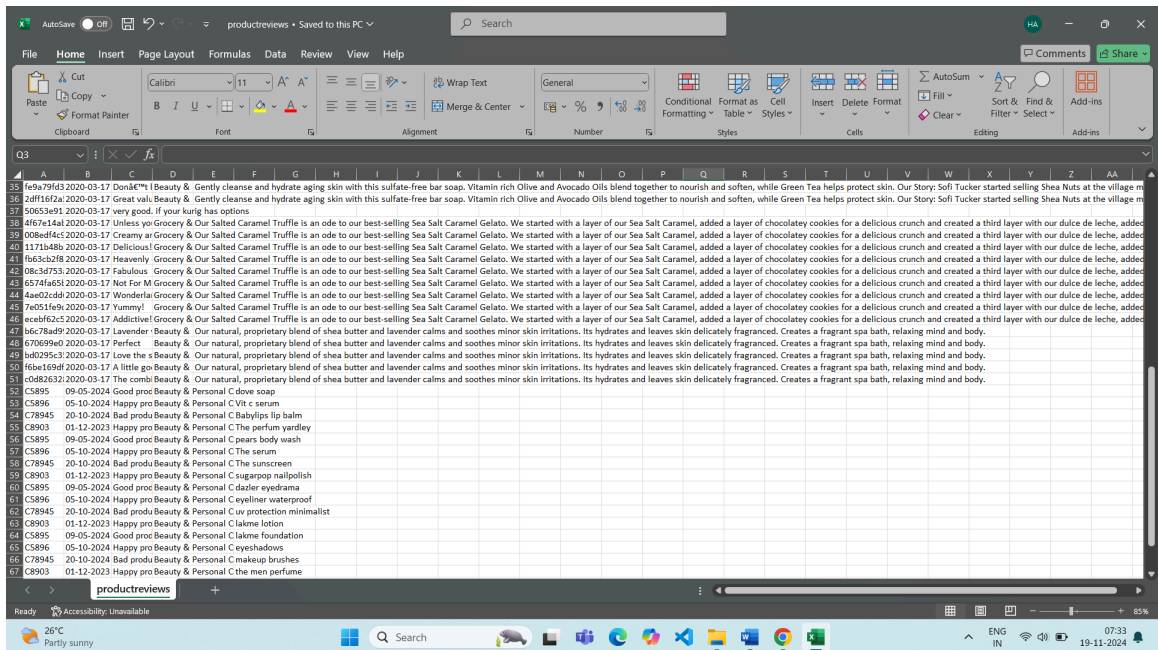 AutoSave Off productreviews • Saved to this PC Search HA
File Home Insert Page Layout Formulas Data Review View Help Comments Share
Paste Cut Copy Format Painter Clipboard
Calibri 11 B I U Font
Wrap Text Merge & Center Alignment
General Number
Conditional Formatting Format as Table Cell Styles Styles
Insert Delete Format Cells
AutoSum Fill Clear Sort & Filter Find & Select Editing
Add-ins Add-ins
Q3 fx
A B C D E F G H I J K L M N O P Q R S T U V W X Y Z AA
35 fe9a79fd3 2020-03-17 Donâ€™t l Beauty & Gently cleanse and hydrate aging skin with this sulfate-free bar soap. Vitamin rich Olive and Avocado Oils blend together to nourish and soften, while Green Tea helps protect skin. Our Story: Sofi Tucker started selling Shea Nuts at the village m
36 2dff16f2a 2020-03-17 Great valu Beauty & Gently cleanse and hydrate aging skin with this sulfate-free bar soap. Vitamin rich Olive and Avocado Oils blend together to nourish and soften, while Green Tea helps protect skin. Our Story: Sofi Tucker started selling Shea Nuts at the village m
37 50653e91 2020-03-17 very good. if your kurig has options
38 4f67e14a 2020-03-17 Unless yo Grocery & Our Salted Caramel Truffle is an ode to our best-selling Sea Salt Caramel Gelato. We started with a layer of our Sea Salt Caramel, added a layer of chocolatey cookies for a delicious crunch and created a third layer with our dulce de leche, added
39 008edf4c 2020-03-17 Creamy ar Grocery & Our Salted Caramel Truffle is an ode to our best-selling Sea Salt Caramel Gelato. We started with a layer of our Sea Salt Caramel, added a layer of chocolatey cookies for a delicious crunch and created a third layer with our dulce de leche, added
40 1171b48b 2020-03-17 Delicious! Grocery & Our Salted Caramel Truffle is an ode to our best-selling Sea Salt Caramel Gelato. We started with a layer of our Sea Salt Caramel, added a layer of chocolatey cookies for a delicious crunch and created a third layer with our dulce de leche, added
41 fb63cb2f8 2020-03-17 Heavenly Grocery & Our Salted Caramel Truffle is an ode to our best-selling Sea Salt Caramel Gelato. We started with a layer of our Sea Salt Caramel, added a layer of chocolatey cookies for a delicious crunch and created a third layer with our dulce de leche, added
42 08c3d753 2020-03-17 Fabulous Grocery & Our Salted Caramel Truffle is an ode to our best-selling Sea Salt Caramel Gelato. We started with a layer of our Sea Salt Caramel, added a layer of chocolatey cookies for a delicious crunch and created a third layer with our dulce de leche, added
43 6574fa65 2020-03-17 Not For M Grocery & Our Salted Caramel Truffle is an ode to our best-selling Sea Salt Caramel Gelato. We started with a layer of our Sea Salt Caramel, added a layer of chocolatey cookies for a delicious crunch and created a third layer with our dulce de leche, added
44 4ae02cdd 2020-03-17 Wonderla Grocery & Our Salted Caramel Truffle is an ode to our best-selling Sea Salt Caramel Gelato. We started with a layer of our Sea Salt Caramel, added a layer of chocolatey cookies for a delicious crunch and created a third layer with our dulce de leche, added
45 7e051fe9 2020-03-17 Yummy! Grocery & Our Salted Caramel Truffle is an ode to our best-selling Sea Salt Caramel Gelato. We started with a layer of our Sea Salt Caramel, added a layer of chocolatey cookies for a delicious crunch and created a third layer with our dulce de leche, added
46 ecebf62c5 2020-03-17 Addictive! Grocery & Our Salted Caramel Truffle is an ode to our best-selling Sea Salt Caramel Gelato. We started with a layer of our Sea Salt Caramel, added a layer of chocolatey cookies for a delicious crunch and created a third layer with our dulce de leche, added
47 b6c78ad9 2020-03-17 Lavender Beauty & Our natural, proprietary blend of shea butter and lavender calms and soothes minor skin irritations. Its hydrates and leaves skin delicately fragranced. Creates a fragrant spa bath, relaxing mind and body.
48 670699e0 2020-03-17 Perfect Beauty & Our natural, proprietary blend of shea butter and lavender calms and soothes minor skin irritations. Its hydrates and leaves skin delicately fragranced. Creates a fragrant spa bath, relaxing mind and body.
49 bd0295c3 2020-03-17 Love the s Beauty & Our natural, proprietary blend of shea butter and lavender calms and soothes minor skin irritations. Its hydrates and leaves skin delicately fragranced. Creates a fragrant spa bath, relaxing mind and body.
50 f6be169df 2020-03-17 A little go Beauty & Our natural, proprietary blend of shea butter and lavender calms and soothes minor skin irritations. Its hydrates and leaves skin delicately fragranced. Creates a fragrant spa bath, relaxing mind and body.
51 c0d82632 2020-03-17 The combi Beauty & Our natural, proprietary blend of shea butter and lavender calms and soothes minor skin irritations. Its hydrates and leaves skin delicately fragranced. Creates a fragrant spa bath, relaxing mind and body.
52 C5895 09-05-2024 Good prod Beauty & Personal C dove soap
53 C5896 05-10-2024 Happy pro Beauty & Personal C Vit c serum
54 C78945 20-10-2024 Bad produ Beauty & Personal C Babylips lip balm
55 C8903 01-12-2023 Happy pro Beauty & Personal C The perfum yardley
56 C5895 09-05-2024 Good prod Beauty & Personal C pears body wash
57 C5896 05-10-2024 Happy pro Beauty & Personal C The serum
58 C78945 20-10-2024 Bad produ Beauty & Personal C The sunscreen
59 C8903 01-12-2023 Happy pro Beauty & Personal C sugarpop nailpolish
60 C5895 09-05-2024 Good prod Beauty & Personal C dazler eyedrama
61 C5896 05-10-2024 Happy pro Beauty & Personal C eyeliner waterproof
62 C78945 20-10-2024 Bad produ Beauty & Personal C uv protection minimalist
63 C8903 01-12-2023 Happy pro Beauty & Personal C lakme lotion
64 C5895 09-05-2024 Good prod Beauty & Personal C lakme foundation
65 C5896 05-10-2024 Happy pro Beauty & Personal C eyeshadows
66 C78945 20-10-2024 Bad produ Beauty & Personal C makeup brushes
67 C8903 01-12-2023 Happy pro Beauty & Personal C the men perfume
productreviews
Ready Accessibility: Unavailable 85%
26°C Partly sunny Search ENG IN 07:33 19-11-2024